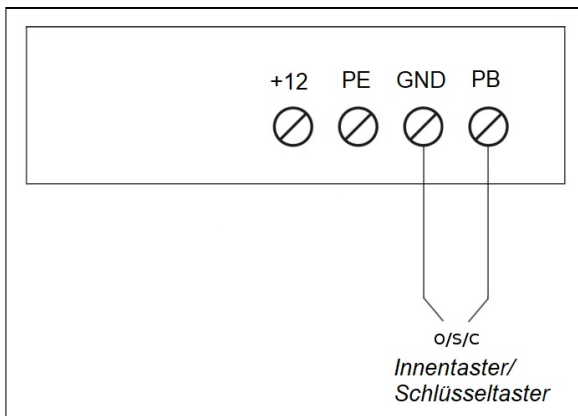 +12 PE GND PB
o/s/c
Innentaster/
Schlüsseltaster